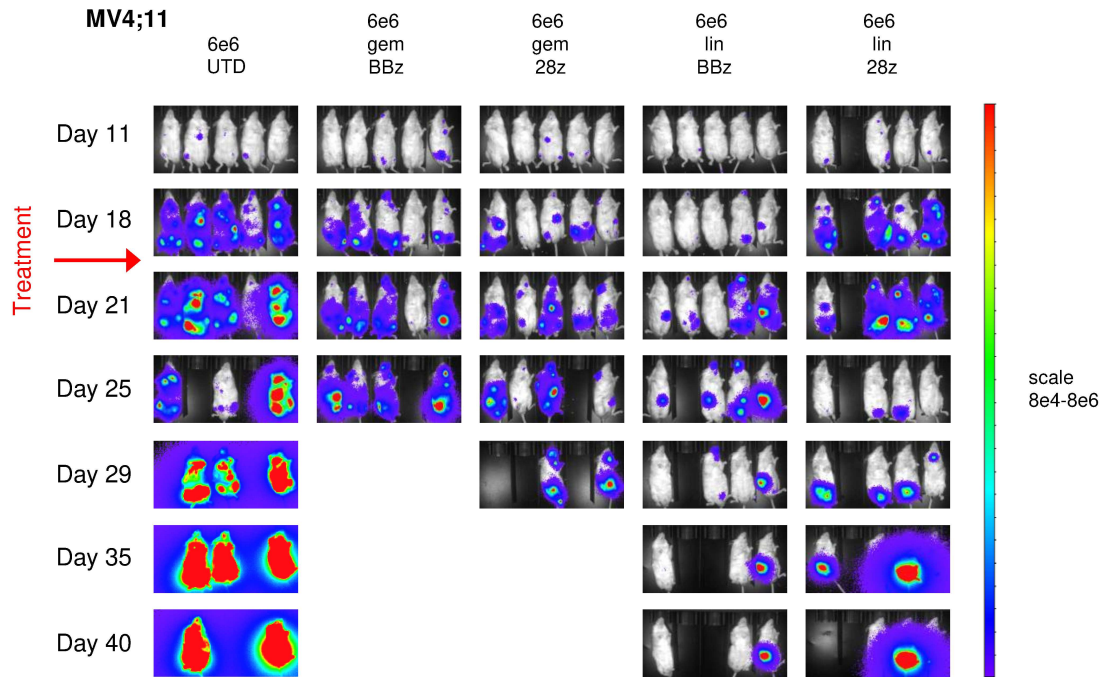 MV4;11
6e6
UTD
6e6
gem
BBz
6e6
gem
28z
6e6
lin
BBz
6e6
lin
28z
Day 11
Day 18
Treatment
Day 21
Day 25
scale
8e4-8e6
Day 29
Day 35
Day 40